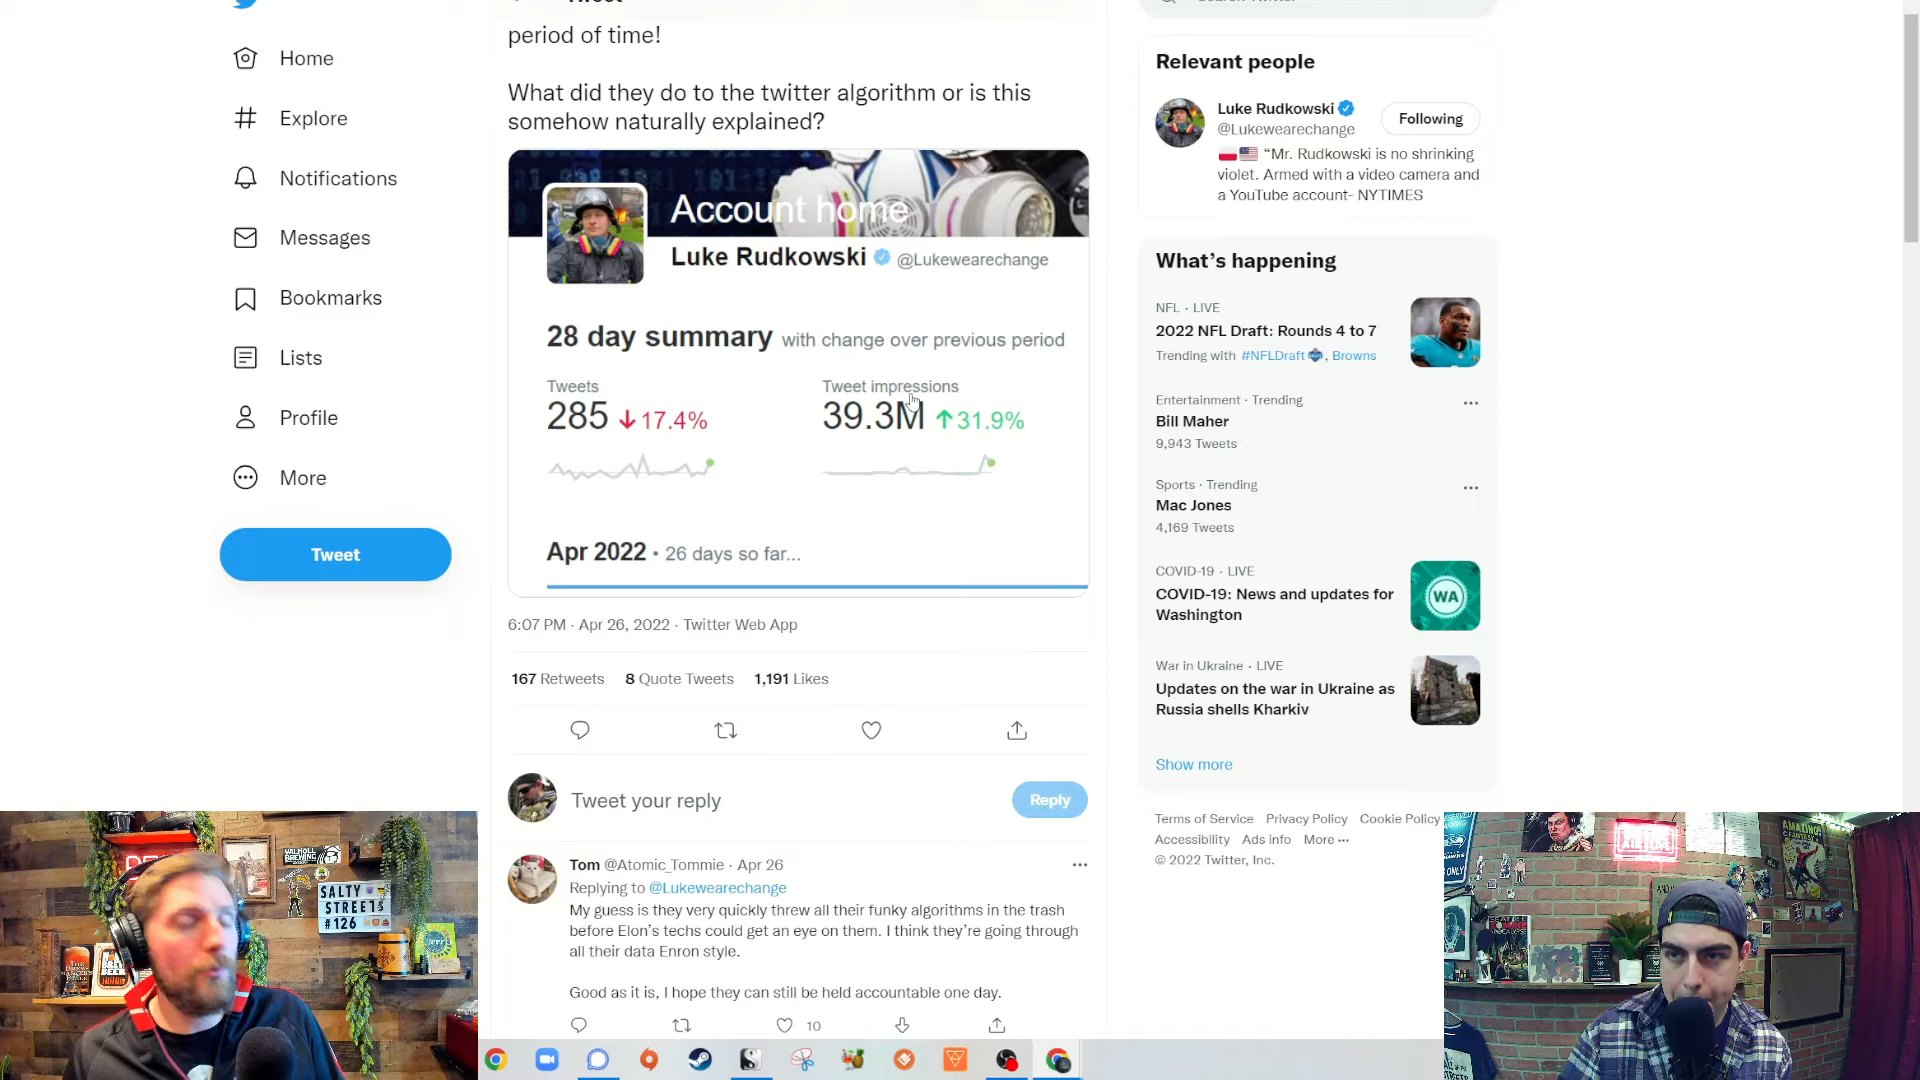 Home
Explore
Notifications
Messages
Bookmarks
Lists
Profile
More
Tweet
period of time!
What did they do to the twitter algorithm or is this
somehow naturally explained?
Account home
Luke Rudkowski @Lukewearechange
28 day summary with change over previous period
Tweets
285 ↓17.4%
Tweet impressions
39.3M ↑31.9%
Apr 2022 • 26 days so far...
6:07 PM · Apr 26, 2022 · Twitter Web App
167 Retweets 8 Quote Tweets 1,191 Likes
Tweet your reply
Reply
Tom @Atomic_Tommie · Apr 26
Replying to @Lukewearechange
My guess is they very quickly threw all their funky algorithms in the trash
before Elon's techs could get an eye on them. I think they're going through
all their data Enron style.
Good as it is, I hope they can still be held accountable one day.
10
Relevant people
Luke Rudkowski
@Lukewearechange
Following
“Mr. Rudkowski is no shrinking
violet. Armed with a video camera and
a YouTube account- NYTIMES
What's happening
NFL · LIVE
2022 NFL Draft: Rounds 4 to 7
Trending with #NFLDraft , Browns
Entertainment · Trending
Bill Maher
9,943 Tweets
Sports · Trending
Mac Jones
4,169 Tweets
COVID-19 · LIVE
COVID-19: News and updates for
Washington
WA
War in Ukraine · LIVE
Updates on the war in Ukraine as
Russia shells Kharkiv
Show more
Terms of Service Privacy Policy Cookie Policy
Accessibility Ads info More ···
© 2022 Twitter, Inc.
VALHOLL
BREWING
SALTY
STREETS
#126
AMAZING